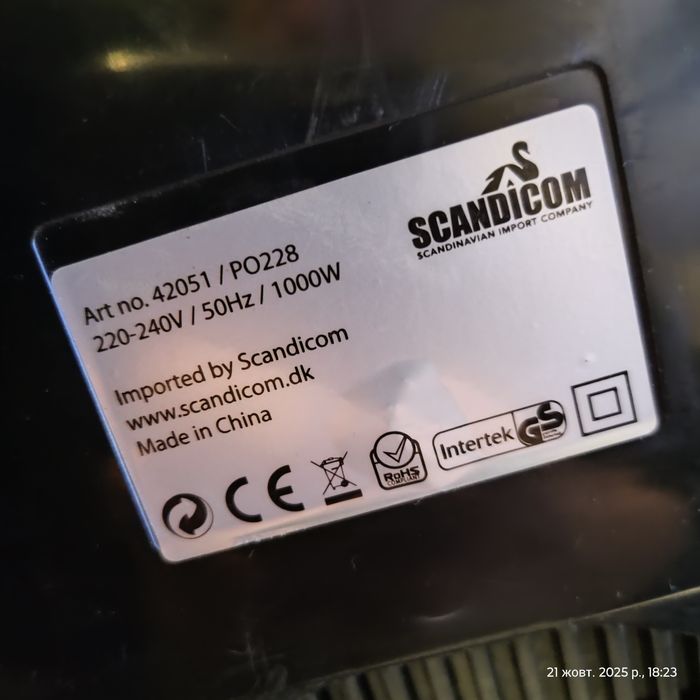 SCANDICOM
SCANDINAVIAN IMPORT COMPANY
Art no. 42051 / PO228
220-240V / 50Hz / 1000W
Imported by Scandicom
www.scandicom.dk
Made in China
CE
RoHS
COMPLIANT
Intertek
GS
21 жовт. 2025 р., 18:23